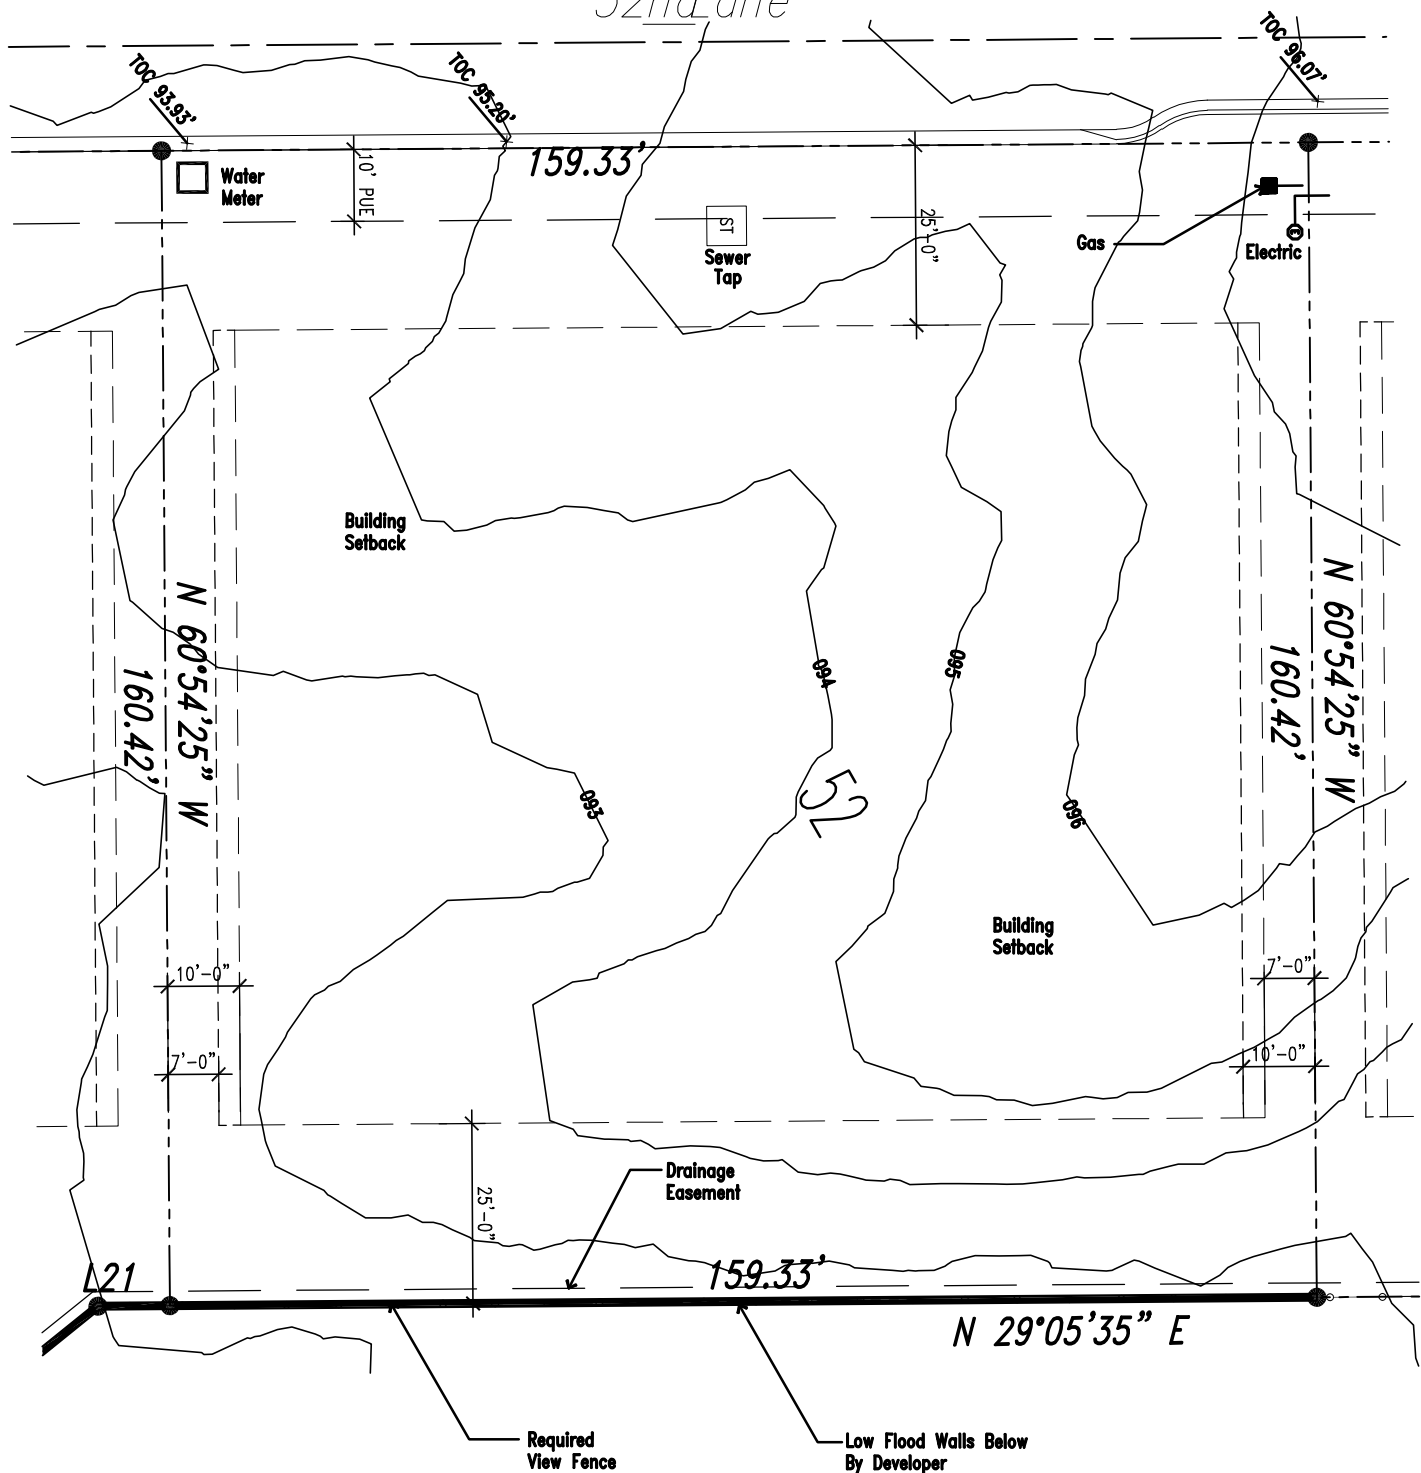 52nd Lane
TOC 93.93'
TOC 95.20'
TOC 96.07'
159.33'
Water
Meter
10' PUE
ST
Sewer
Tap
25'-0"
Gas
E
Electric
Building
Setback
N 60°54'25" W
160.42'
N 60°54'25" W
160.42'
094
095
093
52
096
Building
Setback
10'-0"
7'-0"
7'-0"
10'-0"
Drainage
Easement
25'-0"
L21
159.33'
N 29°05'35" E
Required
View Fence
Low Flood Walls Below
By Developer